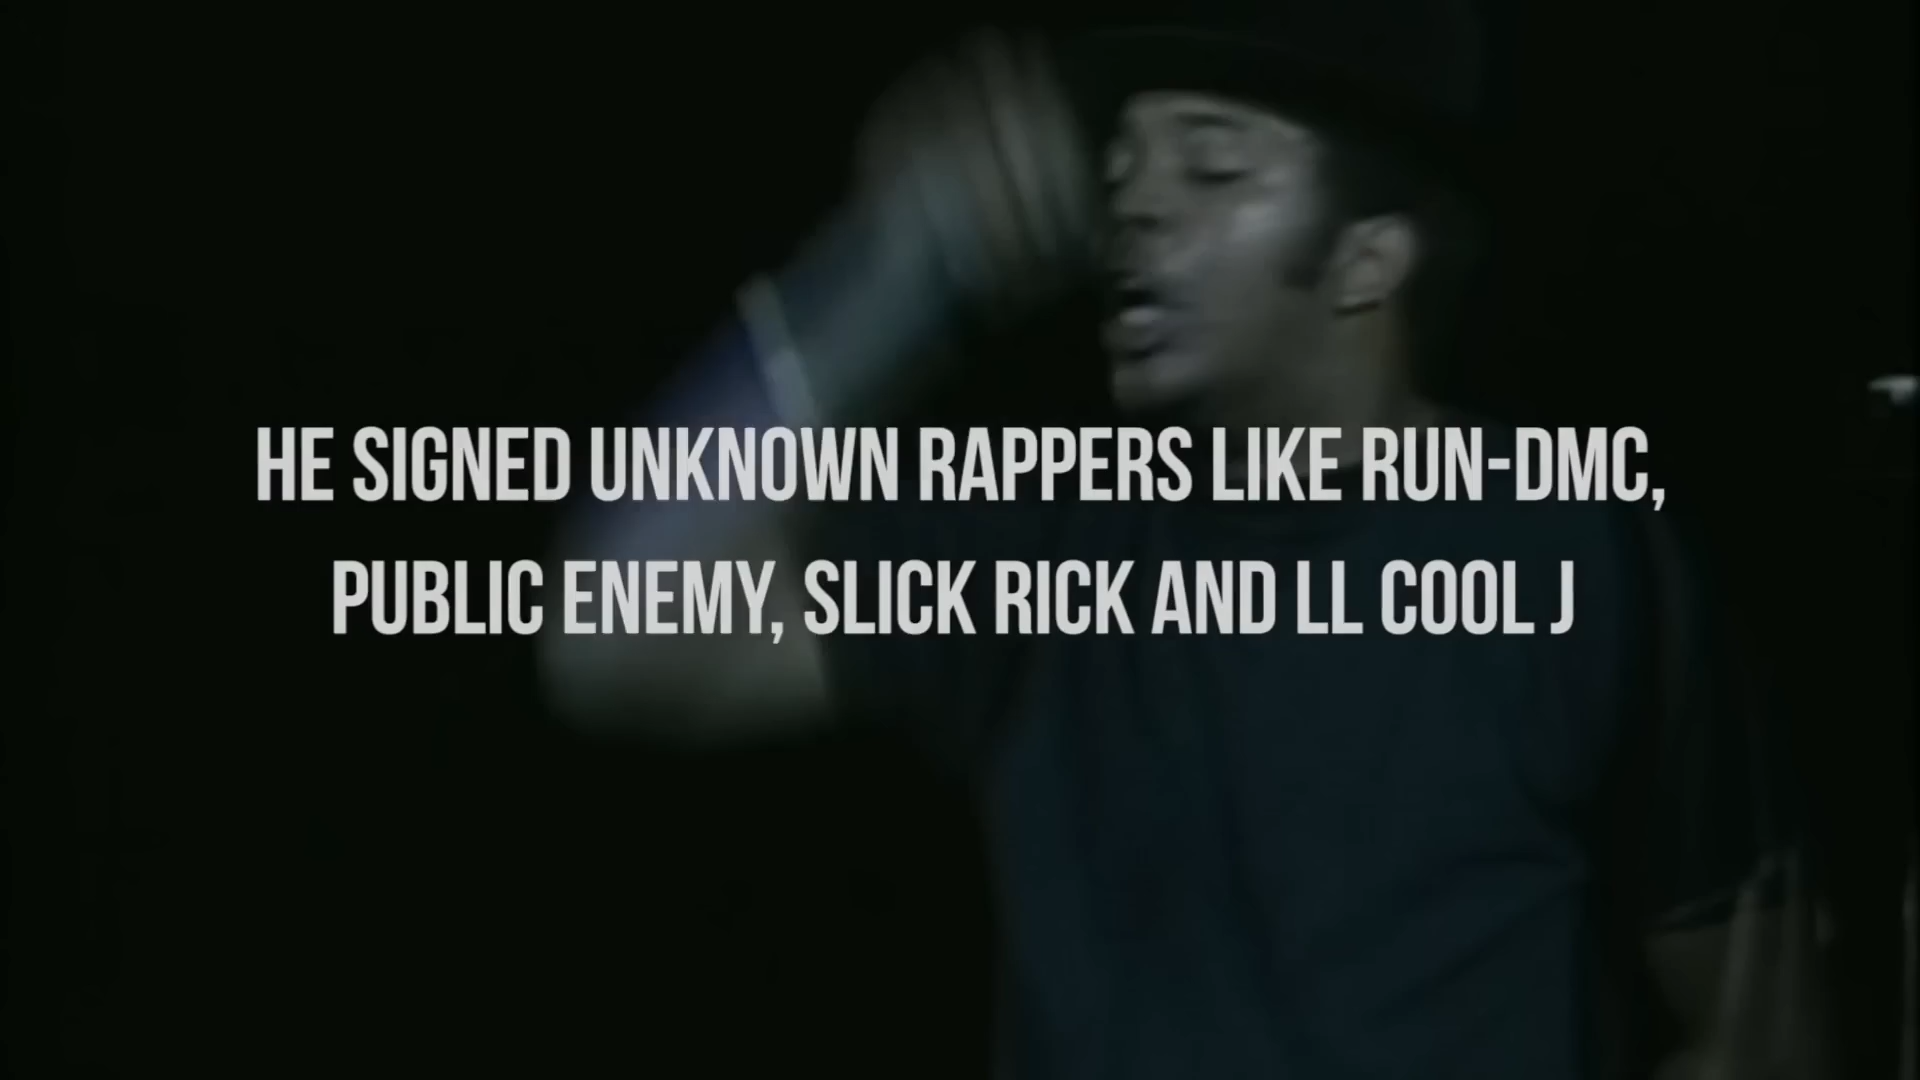 HE SIGNED UNKNOWN RAPPERS LIKE RUN-DMC,
PUBLIC ENEMY, SLICK RICK AND LL COOL J